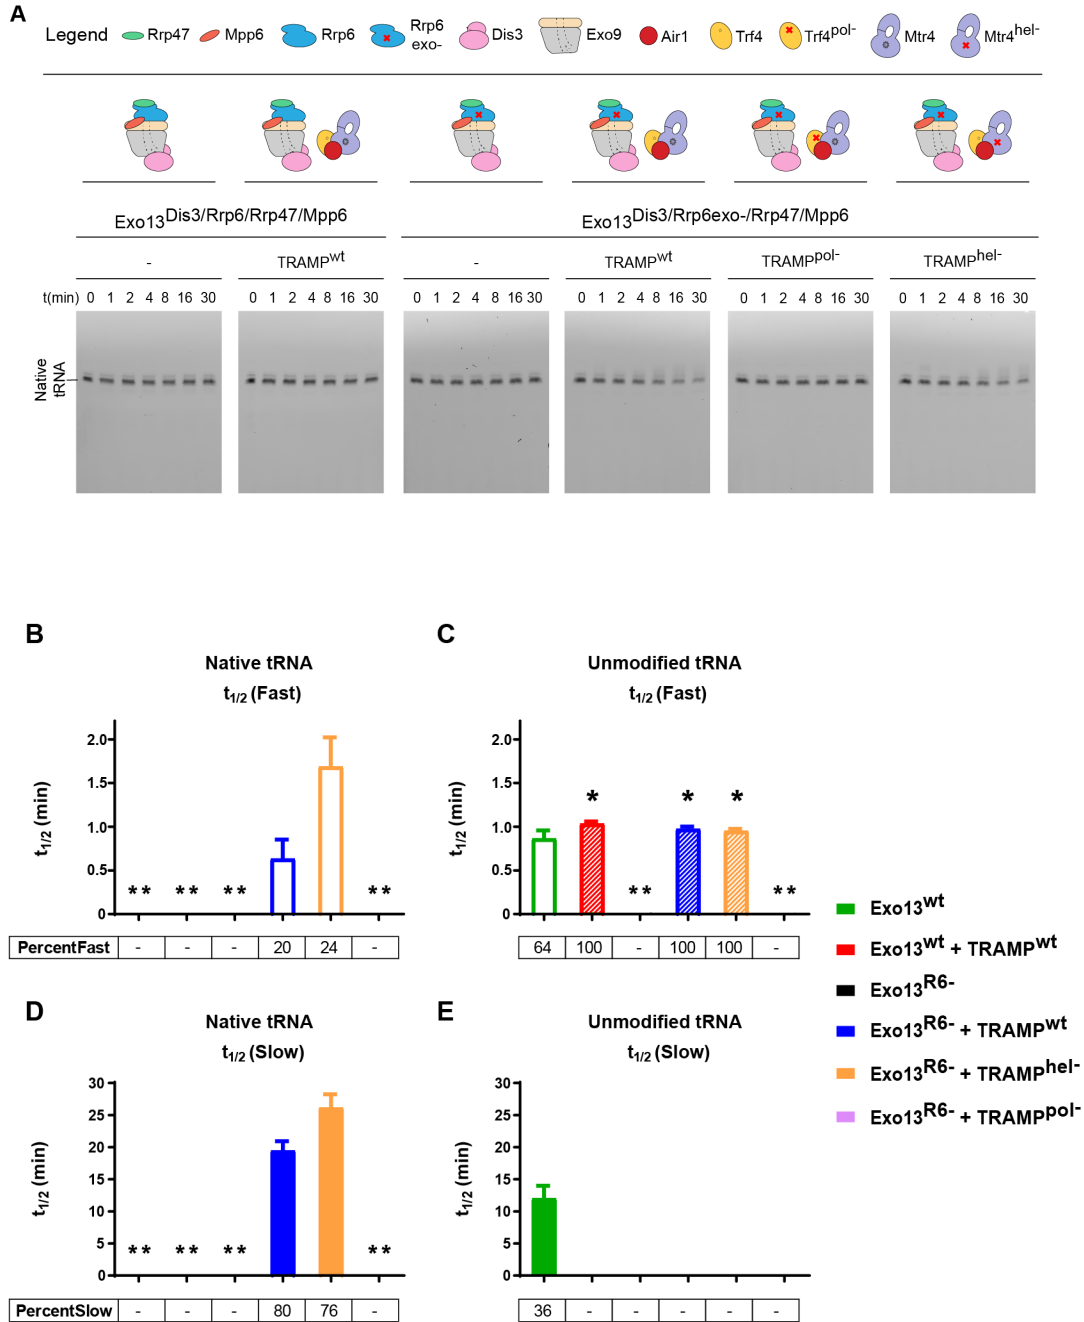 A
Legend Rrp47 Mpp6 Rrp6 Rrp6 exo- Dis3 Exo9 Air1 Trf4 Trf4pol- Mtr4 Mtr4hel-
Exo13Dis3/Rrp6/Rrp47/Mpp6 Exo13Dis3/Rrp6exo-/Rrp47/Mpp6
- TRAMPwt - TRAMPwt TRAMPpol- TRAMPhel-
t(min) 0 1 2 4 8 16 30 0 1 2 4 8 16 30 0 1 2 4 8 16 30 0 1 2 4 8 16 30 0 1 2 4 8 16 30 0 1 2 4 8 16 30
Native
tRNA
B
Native tRNA
t1/2 (Fast)
t1/2 (min)
2.0
1.5
1.0
0.5
0
** ** ** **
PercentFast - - - 20 24 -
C
Unmodified tRNA
t1/2 (Fast)
t1/2 (min)
2.0
1.5
1.0
0.5
0
* ** * * **
64 100 - 100 100 -
D
Native tRNA
t1/2 (Slow)
t1/2 (min)
30
25
20
15
10
5
0
** ** ** **
PercentSlow - - - 80 76 -
E
Unmodified tRNA
t1/2 (Slow)
t1/2 (min)
30
25
20
15
10
5
0
36 - - - - -
Exo13wt
Exo13wt + TRAMPwt
Exo13R6-
Exo13R6- + TRAMPwt
Exo13R6- + TRAMPhel-
Exo13R6- + TRAMPpol-